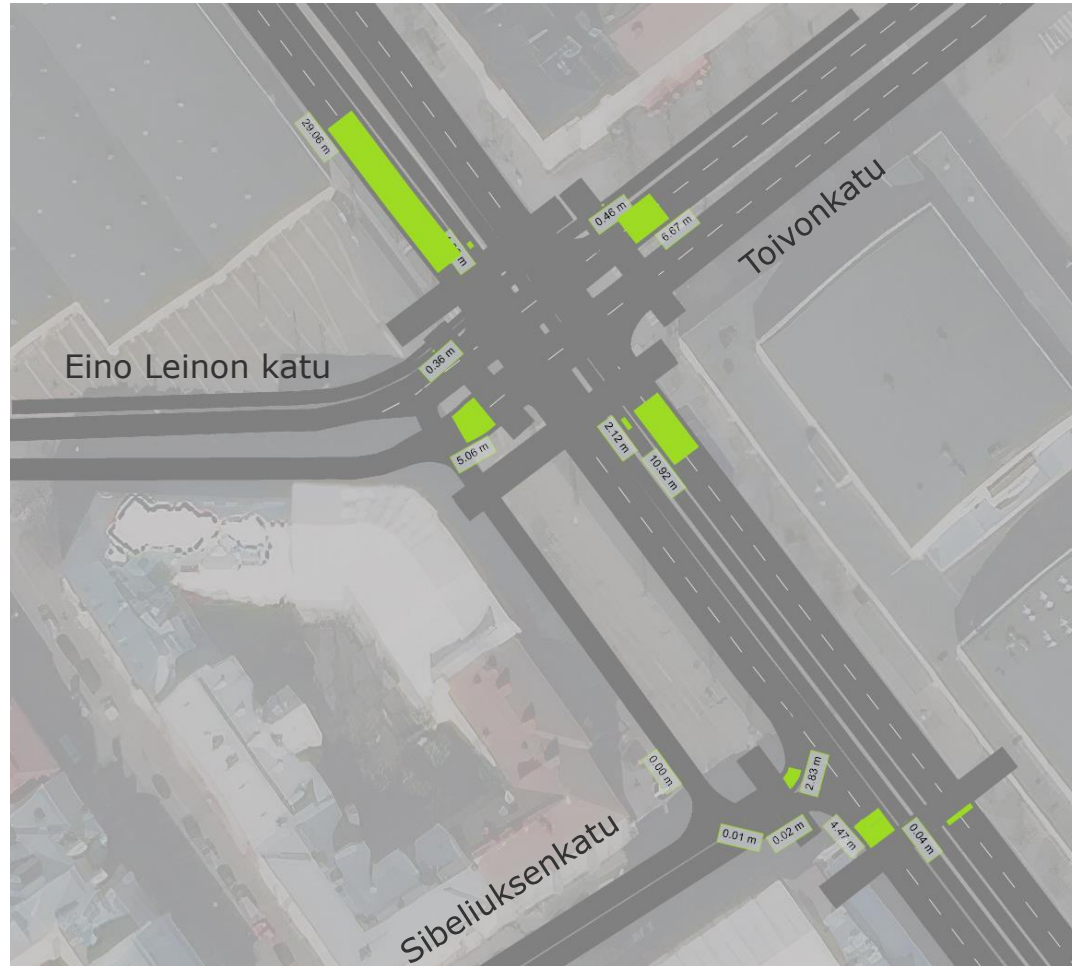 29.06 m
0.46 m
6.67 m
Toivonkatu
m
Eino Leinon katu
0.36 m
5.06 m
2.12 m
10.92 m
0.00 m
2.83 m
0.01 m
0.02 m
4.47 m
0.04 m
Sibeliuksenkatu